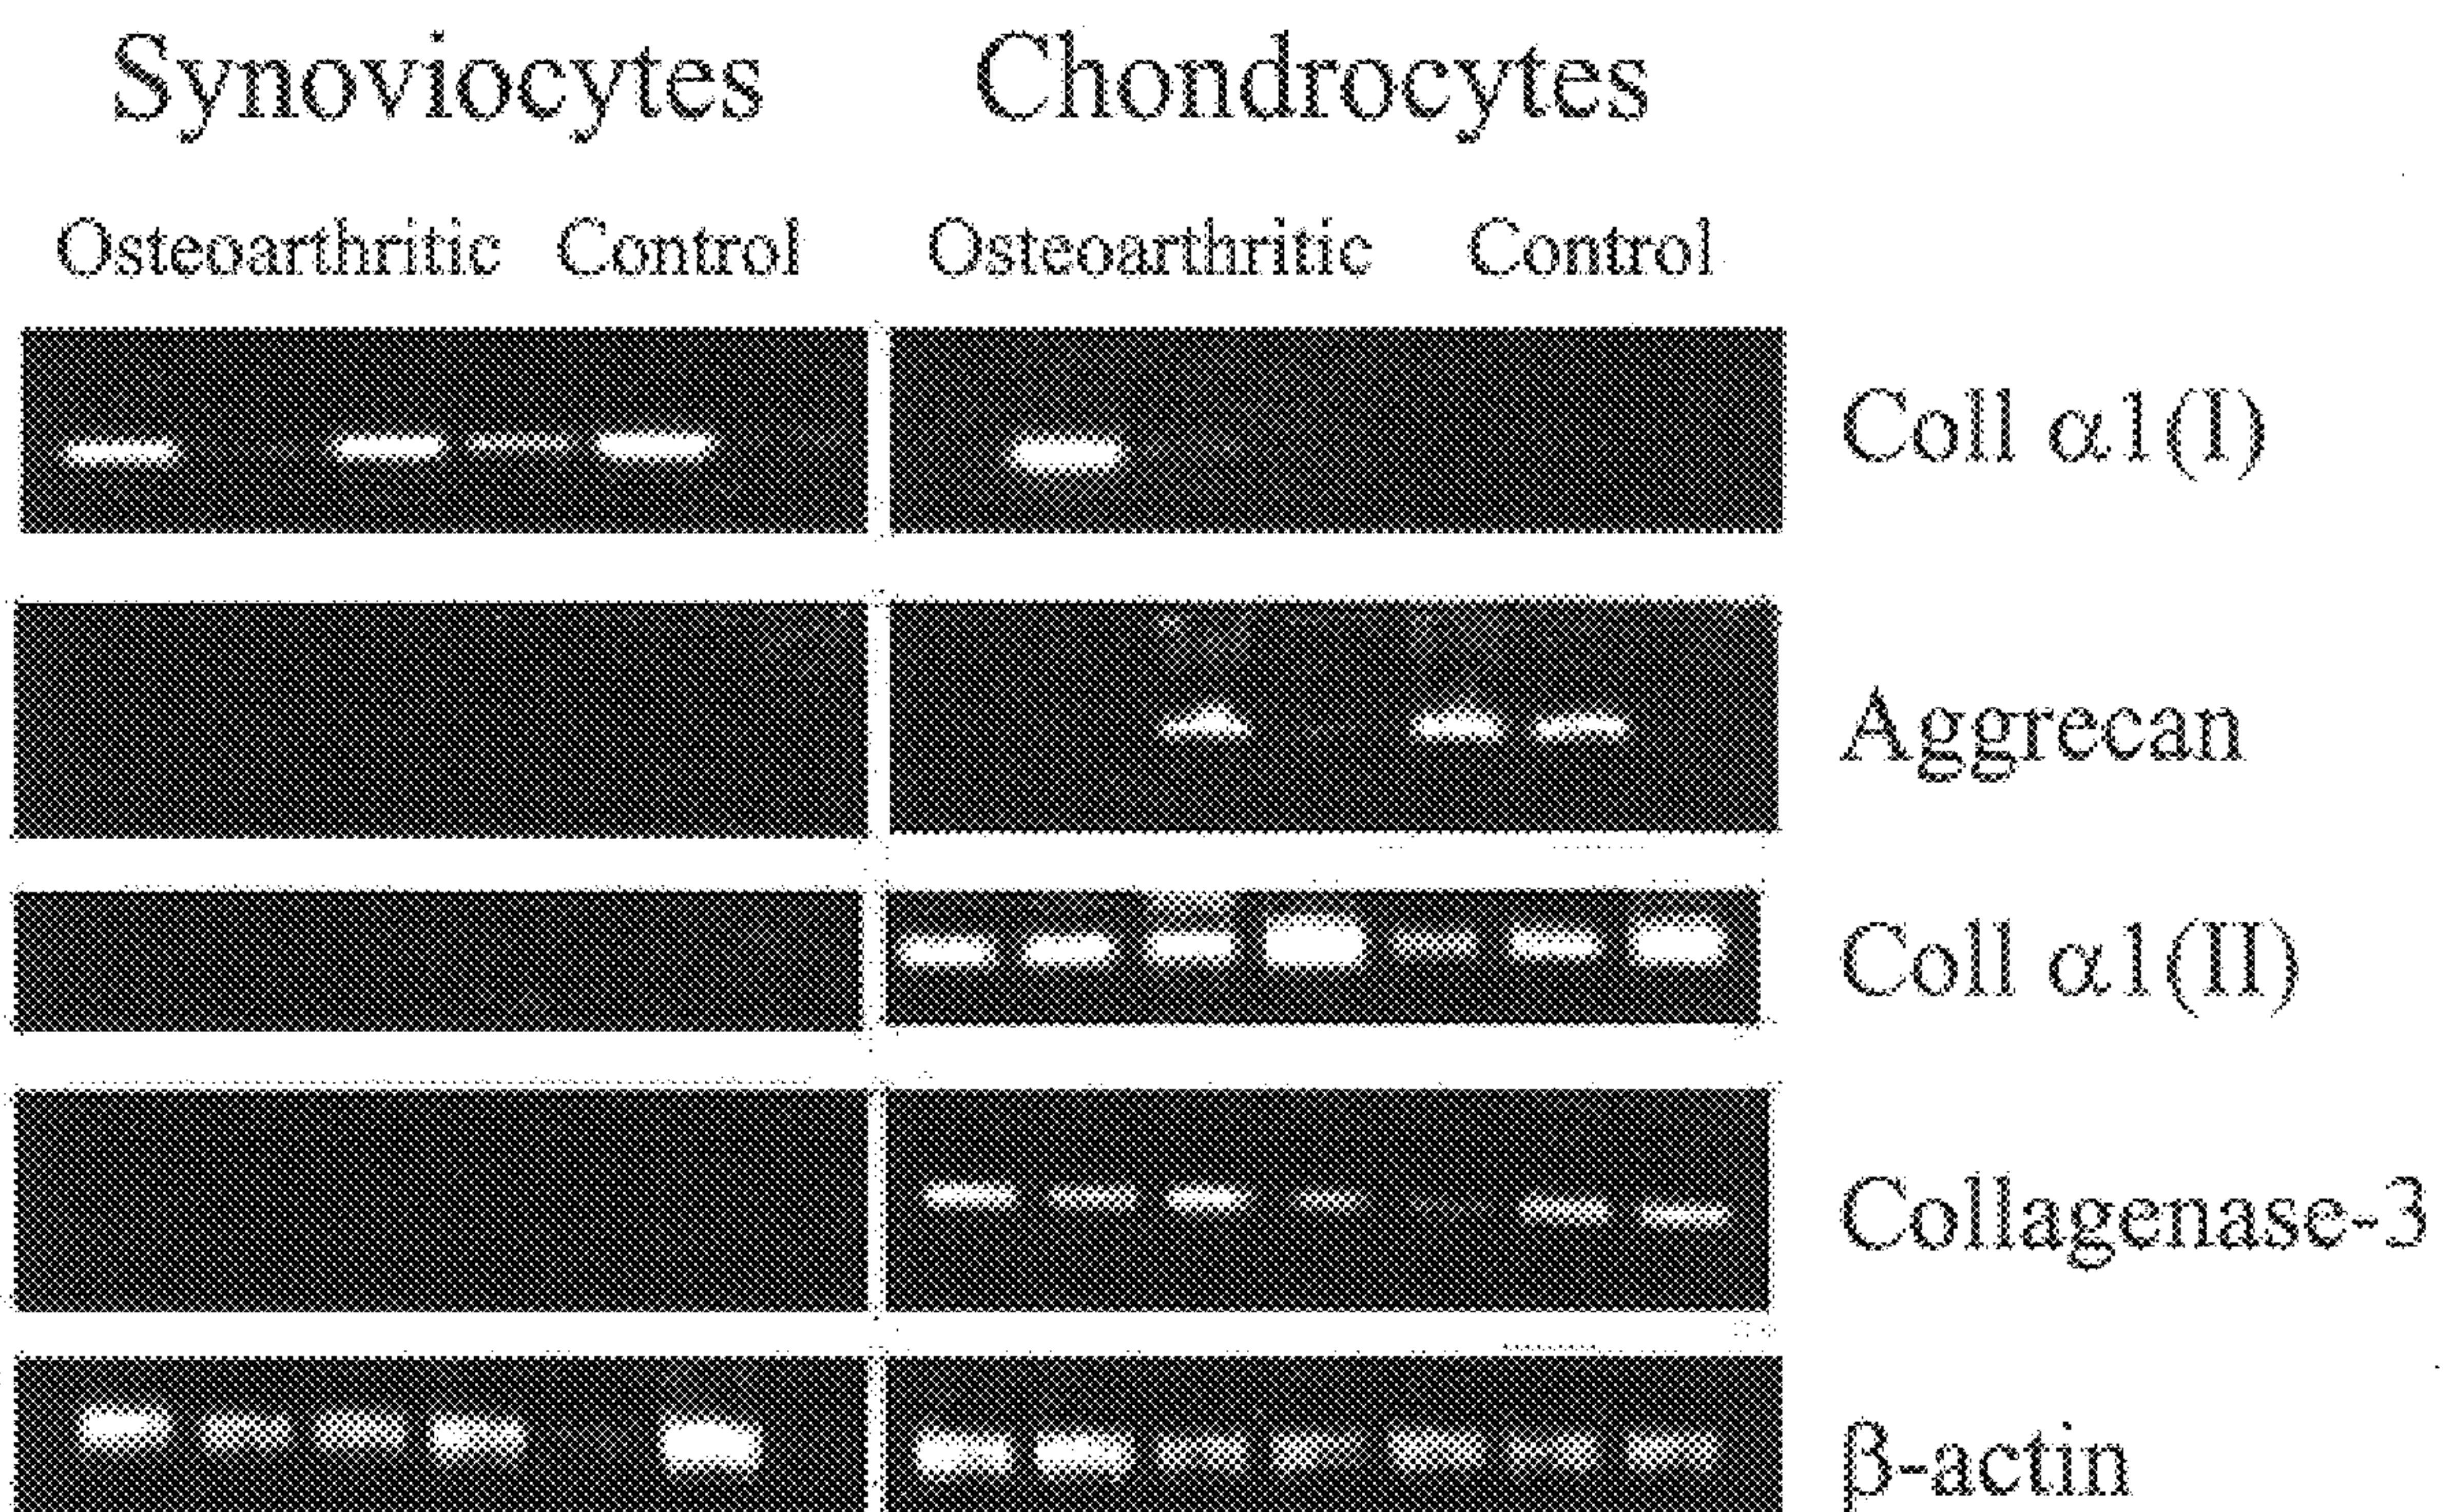 Synoviocytes Chondrocytes
Osteoarthritic Control Osteoarthritic Control
Coll α1(I)
Aggrecan
Coll α1(II)
Collagenase-3
β-actin